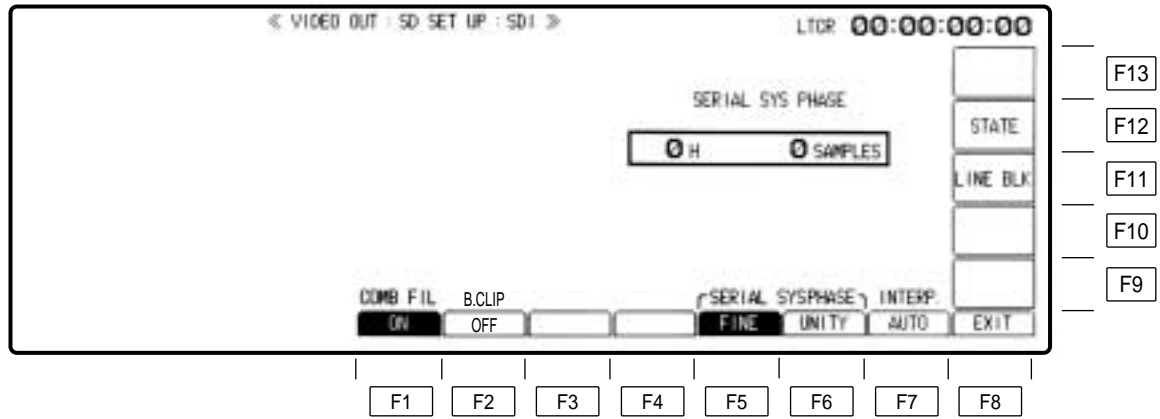 ≪ VIDEO OUT : SD SET UP : SDI ≫ LTCR 00:00:00:00
F13
SERIAL SYS PHASE
STATE F12
0 H 0 SAMPLES
LINE BLK F11
F10
F9
COMB FIL B.CLIP SERIAL SYSPHASE INTERP.
ON OFF FINE UNITY AUTO EXIT
F1 F2 F3 F4 F5 F6 F7 F8